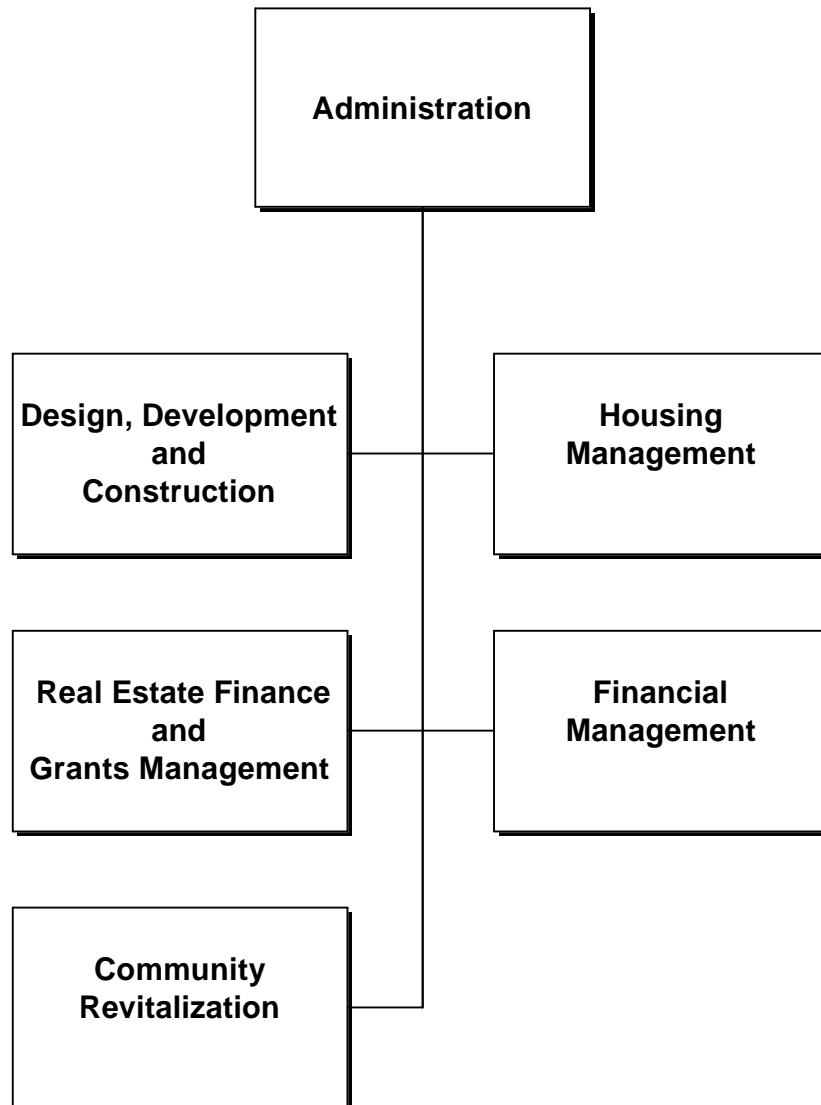 Administration
Design, Development
and
Construction
Housing
Management
Real Estate Finance
and
Grants Management
Financial
Management
Community
Revitalization